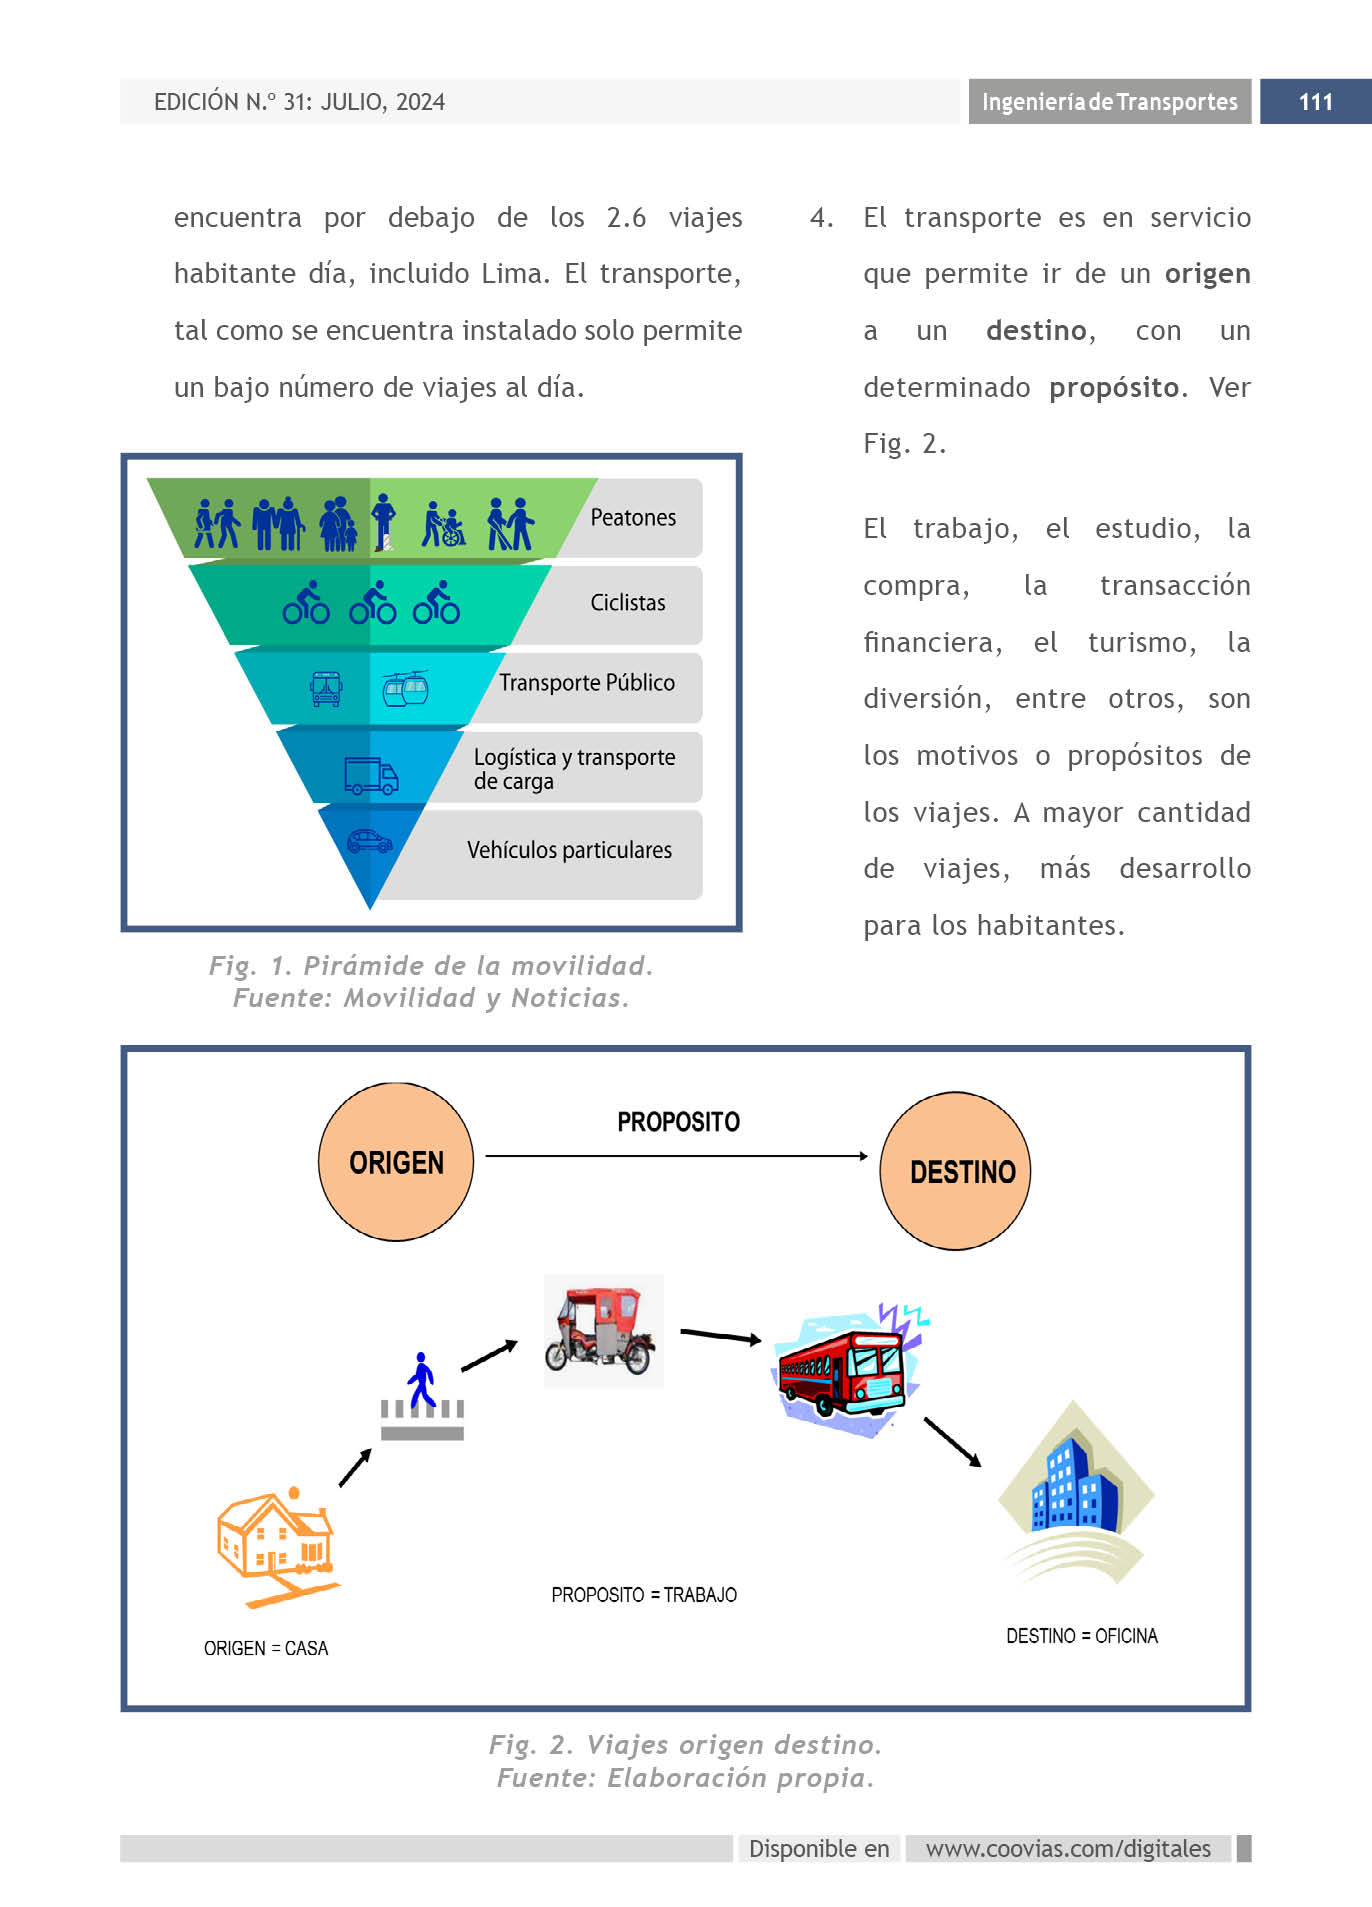 EDICIÓN N.º 31: JULIO, 2024
Ingeniería de Transportes
111
encuentra por debajo de los 2.6 viajes
habitante día, incluido Lima. El transporte,
tal como se encuentra instalado solo permite
un bajo número de viajes al día.
Peatones
Ciclistas
Transporte Público
Logística y transporte
de carga
Vehículos particulares
Fig. 1. Pirámide de la movilidad.
Fuente: Movilidad y Noticias.
4. El transporte es en servicio
que permite ir de un origen
a un destino, con un
determinado propósito. Ver
Fig. 2.
El trabajo, el estudio, la
compra, la transacción
financiera, el turismo, la
diversión, entre otros, son
los motivos o propósitos de
los viajes. A mayor cantidad
de viajes, más desarrollo
para los habitantes.
ORIGEN
PROPOSITO
DESTINO
PROPOSITO = TRABAJO
ORIGEN = CASA
DESTINO = OFICINA
Fig. 2. Viajes origen destino.
Fuente: Elaboración propia.
Disponible en
www.coovias.com/digitales